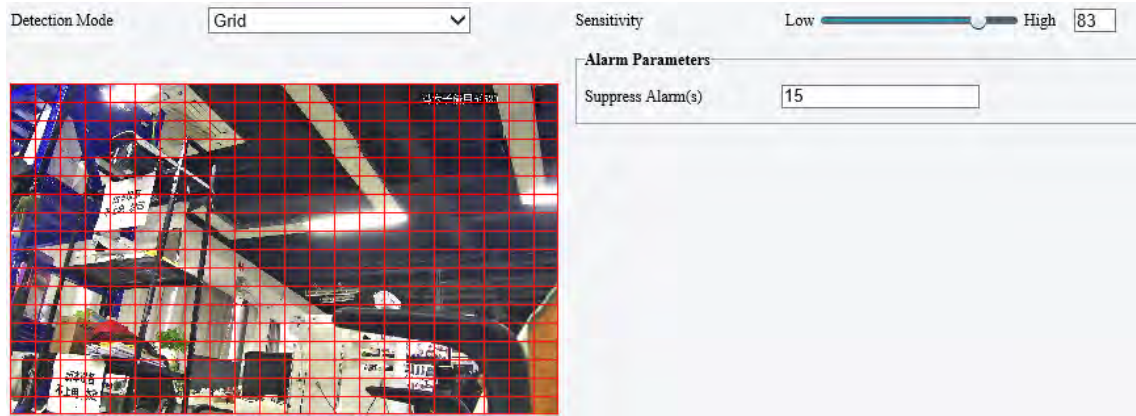 Detection Mode Grid
Sensitivity Low High 83
Alarm Parameters
Suppress Alarm(s) 15